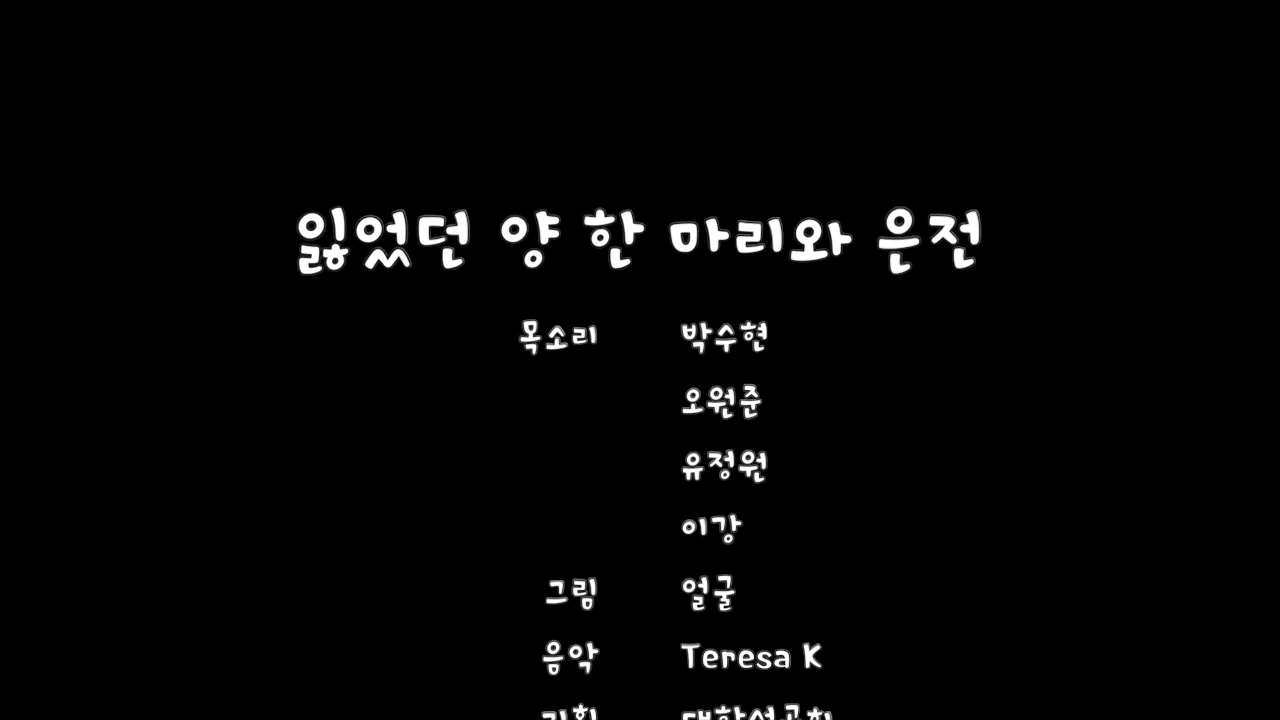 잃었던 양 한 마리와 은전
목소리 박수현
오원준
유정원
이강
그림 얼굴
음악 Teresa K